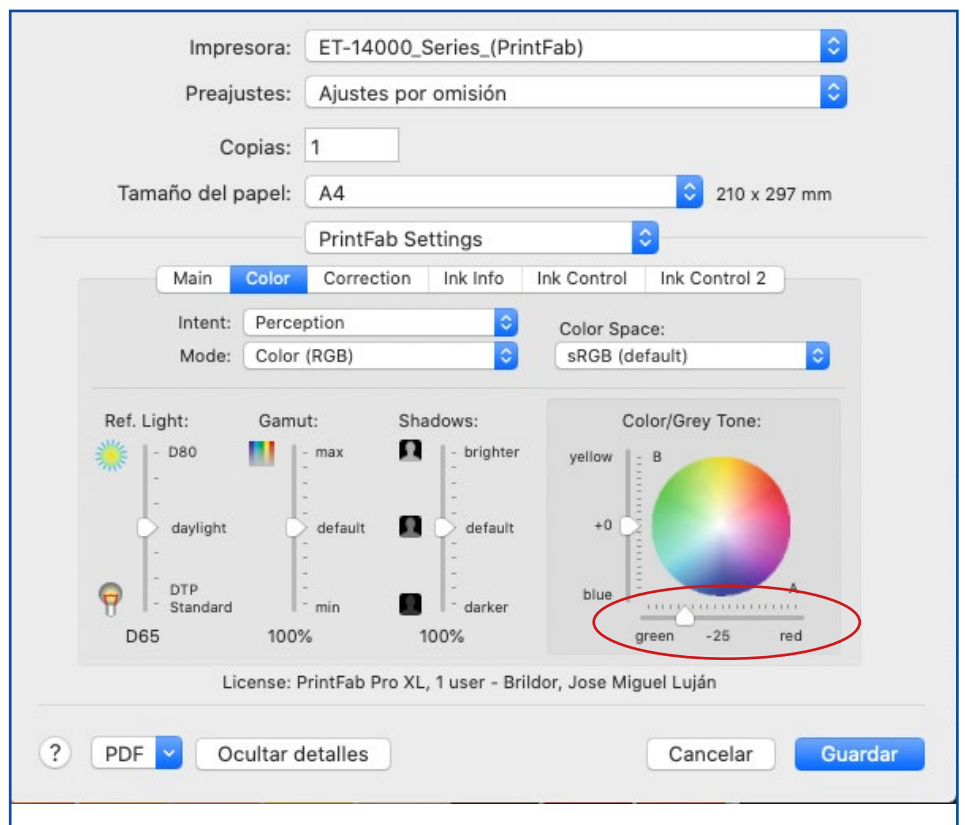 Impresora: ET-14000_Series_(PrintFab)
Preajustes: Ajustes por omisión
Copias: 1
Tamaño del papel: A4 210 x 297 mm
PrintFab Settings
Main Color Correction Ink Info Ink Control Ink Control 2
Intent: Perception
Mode: Color (RGB)
Color Space:
sRGB (default)
Ref. Light:
D80
daylight
DTP
Standard
D65
Gamut:
max
default
min
100%
Shadows:
brighter
default
darker
100%
Color/Grey Tone:
yellow B
+0
blue A
green -25 red
License: PrintFab Pro XL, 1 user - Brildor, Jose Miguel Luján
? PDF Ocultar detalles Cancelar Guardar